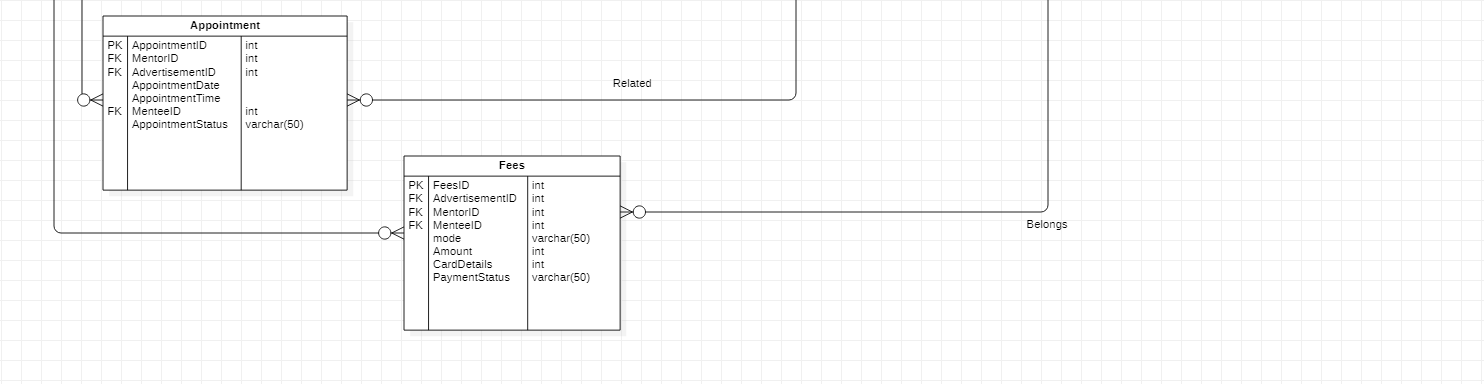 Appointment
PK AppointmentID int
FK MentorID int
FK AdvertisementID int
AppointmentDate
AppointmentTime
FK MenteeID int
AppointmentStatus varchar(50)
Related
Fees
PK FeesID int
FK AdvertisementID int
FK MentorID int
FK MenteeID int
mode varchar(50)
Amount int
CardDetails int
PaymentStatus varchar(50)
Belongs